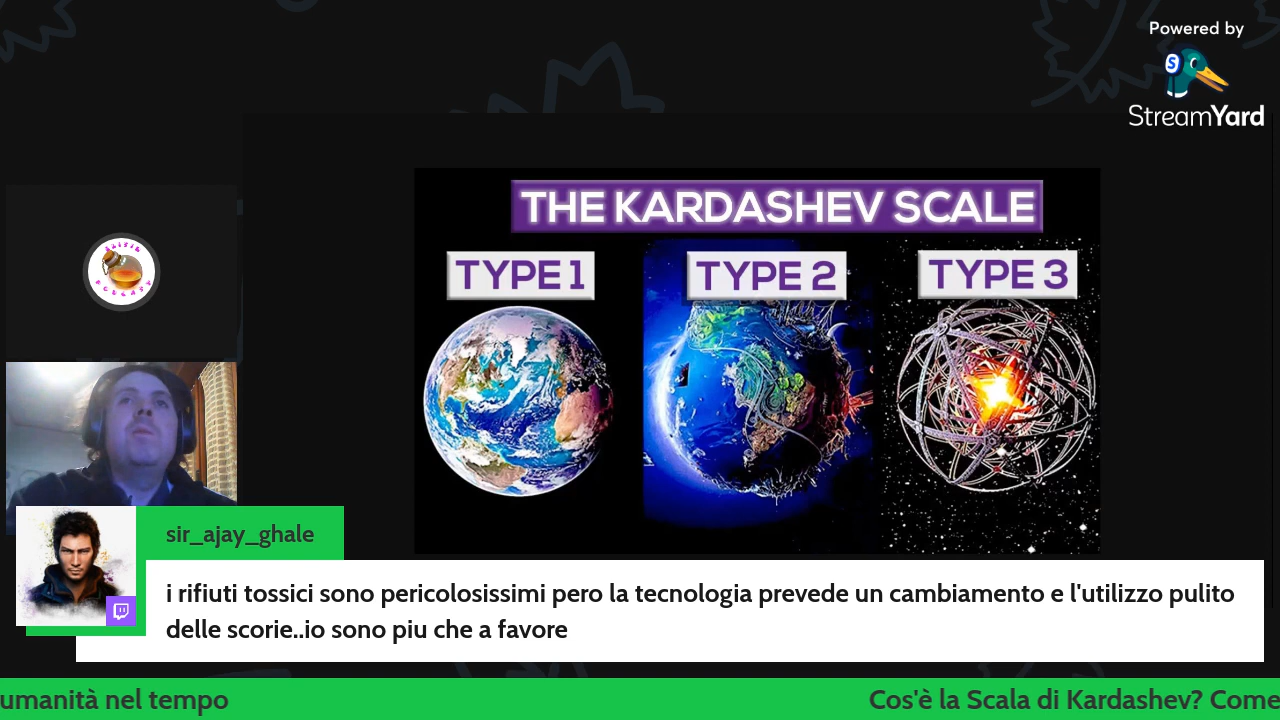 Powered by
StreamYard
THE KARDASHEV SCALE
TYPE 1
TYPE 2
TYPE 3
sir_ajay_ghale
i rifiuti tossici sono pericolosissimi pero la tecnologia prevede un cambiamento e l'utilizzo pulito
delle scorie..io sono piu che a favore
umanità nel tempo
Cos'è la Scala di Kardashev? Come